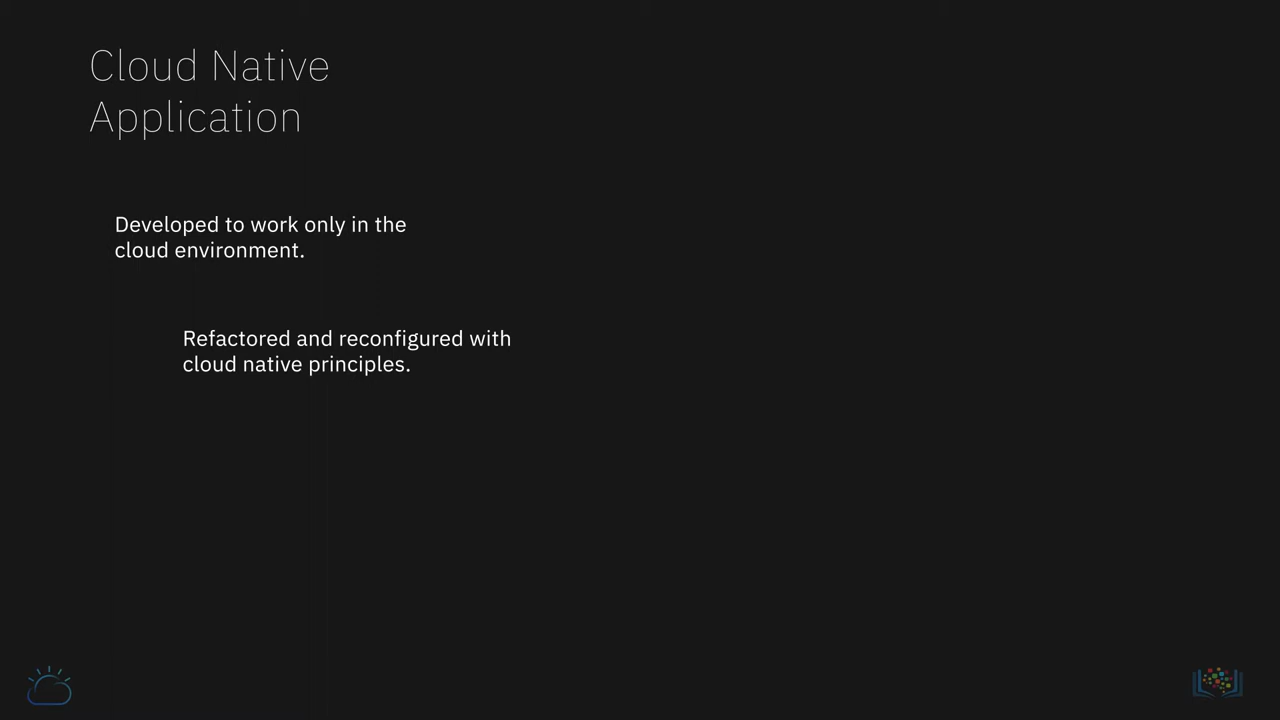 Cloud Native
Application
Developed to work only in the
cloud environment.
Refactored and reconfigured with
cloud native principles.